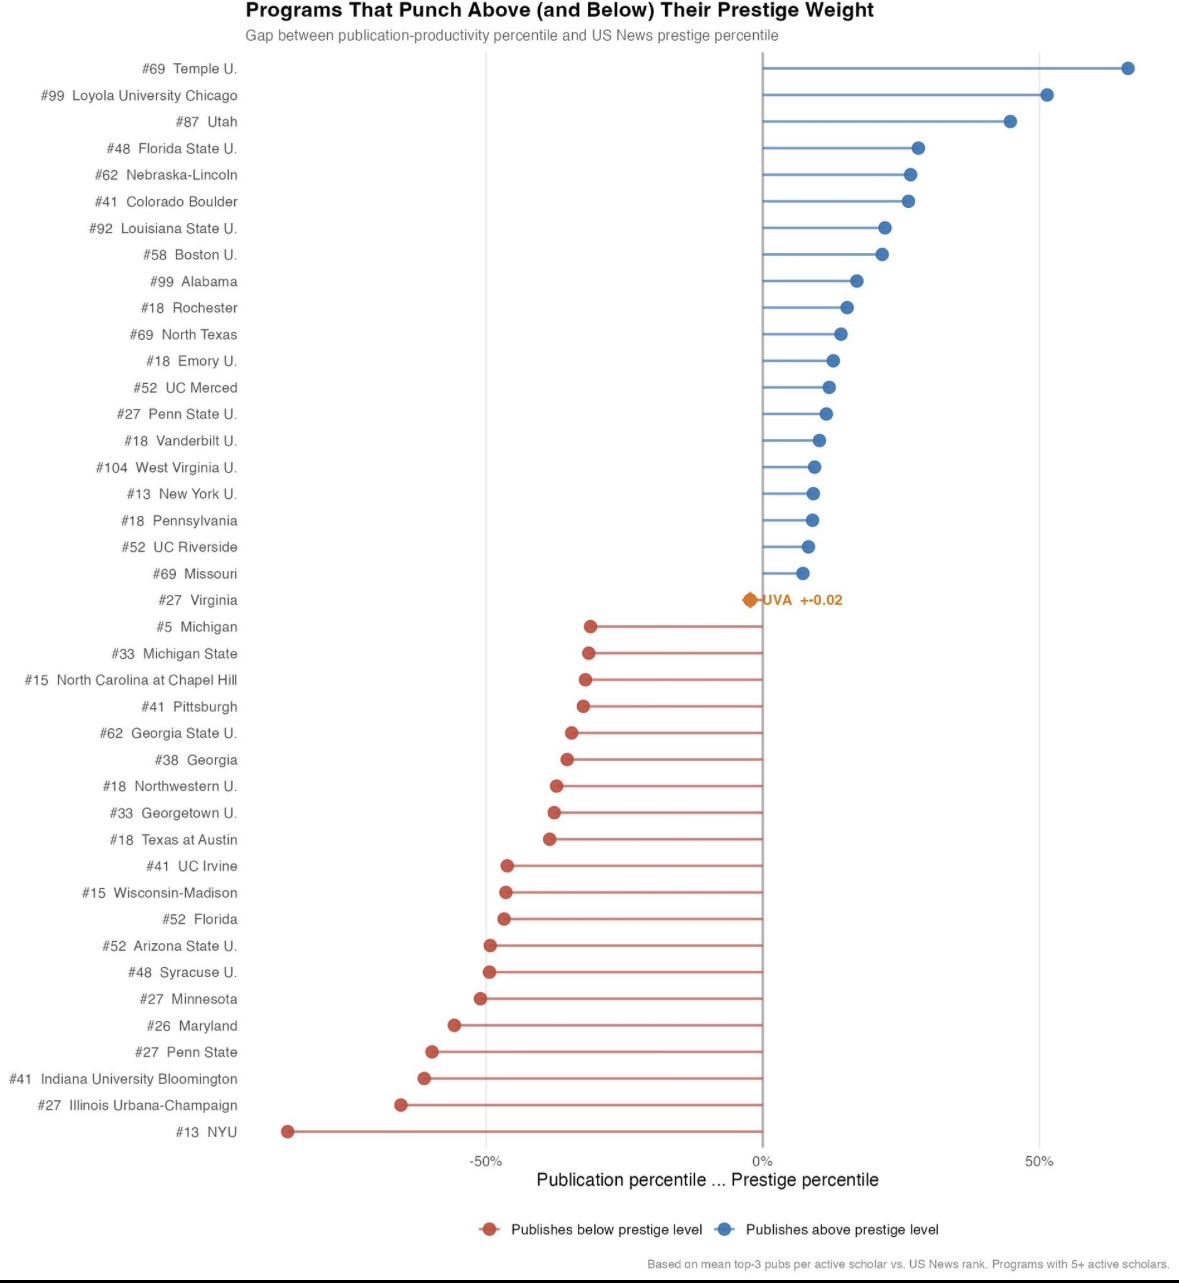 Programs That Punch Above (and Below) Their Prestige Weight
Gap between publication-productivity percentile and US News prestige percentile
#69 Temple U.
#99 Loyola University Chicago
#87 Utah
#48 Florida State U.
#62 Nebraska-Lincoln
#41 Colorado Boulder
#92 Louisiana State U.
#58 Boston U.
#99 Alabama
#18 Rochester
#69 North Texas
#18 Emory U.
#52 UC Merced
#27 Penn State U.
#18 Vanderbilt U.
#104 West Virginia U.
#13 New York U.
#18 Pennsylvania
#52 UC Riverside
#69 Missouri
#27 Virginia UVA +-0.02
#5 Michigan
#33 Michigan State
#15 North Carolina at Chapel Hill
#41 Pittsburgh
#62 Georgia State U.
#38 Georgia
#18 Northwestern U.
#33 Georgetown U.
#18 Texas at Austin
#41 UC Irvine
#15 Wisconsin-Madison
#52 Florida
#52 Arizona State U.
#48 Syracuse U.
#27 Minnesota
#26 Maryland
#27 Penn State
#41 Indiana University Bloomington
#27 Illinois Urbana-Champaign
#13 NYU
-50% 0% 50%
Publication percentile ... Prestige percentile
Publishes below prestige level Publishes above prestige level
Based on mean top-3 pubs per active scholar vs. US News rank. Programs with 5+ active scholars.